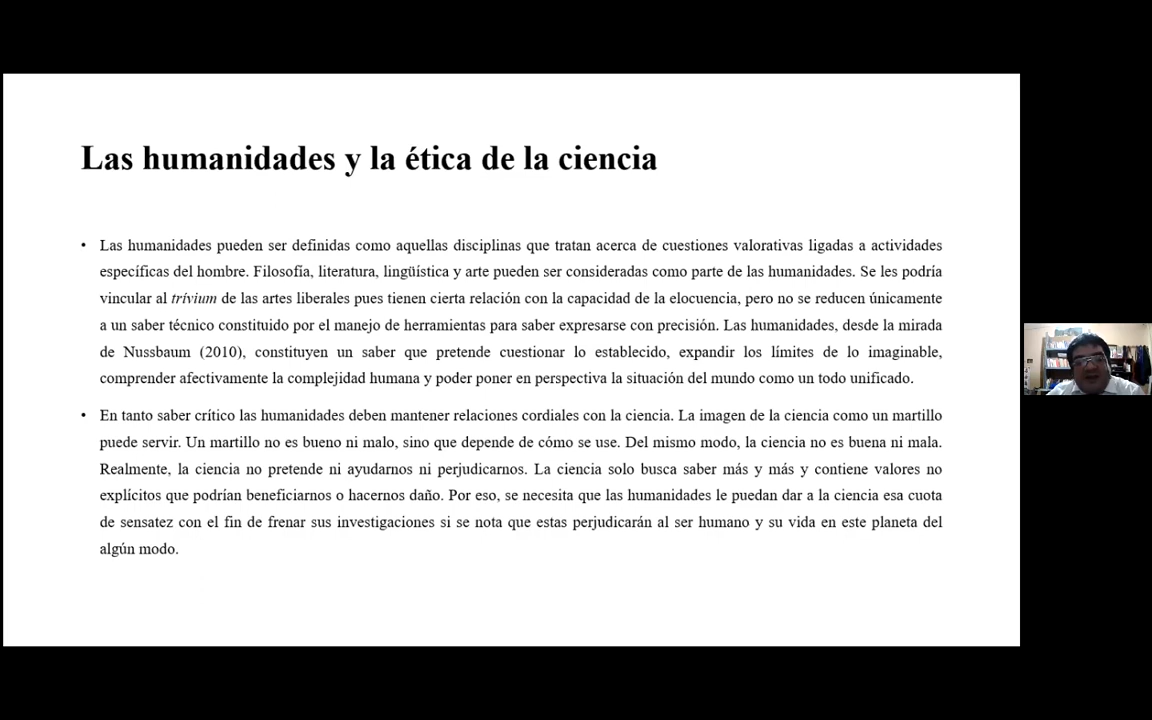 Las humanidades y la ética de la ciencia
• Las humanidades pueden ser definidas como aquellas disciplinas que tratan acerca de cuestiones valorativas ligadas a actividades
específicas del hombre. Filosofía, literatura, lingüística y arte pueden ser consideradas como parte de las humanidades. Se les podría
vincular al trívium de las artes liberales pues tienen cierta relación con la capacidad de la elocuencia, pero no se reducen únicamente
a un saber técnico constituido por el manejo de herramientas para saber expresarse con precisión. Las humanidades, desde la mirada
de Nussbaum (2010), constituyen un saber que pretende cuestionar lo establecido, expandir los límites de lo imaginable,
comprender afectivamente la complejidad humana y poder poner en perspectiva la situación del mundo como un todo unificado.
• En tanto saber crítico las humanidades deben mantener relaciones cordiales con la ciencia. La imagen de la ciencia como un martillo
puede servir. Un martillo no es bueno ni malo, sino que depende de cómo se use. Del mismo modo, la ciencia no es buena ni mala.
Realmente, la ciencia no pretende ni ayudarnos ni perjudicarnos. La ciencia solo busca saber más y más y contiene valores no
explícitos que podrían beneficiarnos o hacernos daño. Por eso, se necesita que las humanidades le puedan dar a la ciencia esa cuota
de sensatez con el fin de frenar sus investigaciones si se nota que estas perjudicarán al ser humano y su vida en este planeta del
algún modo.